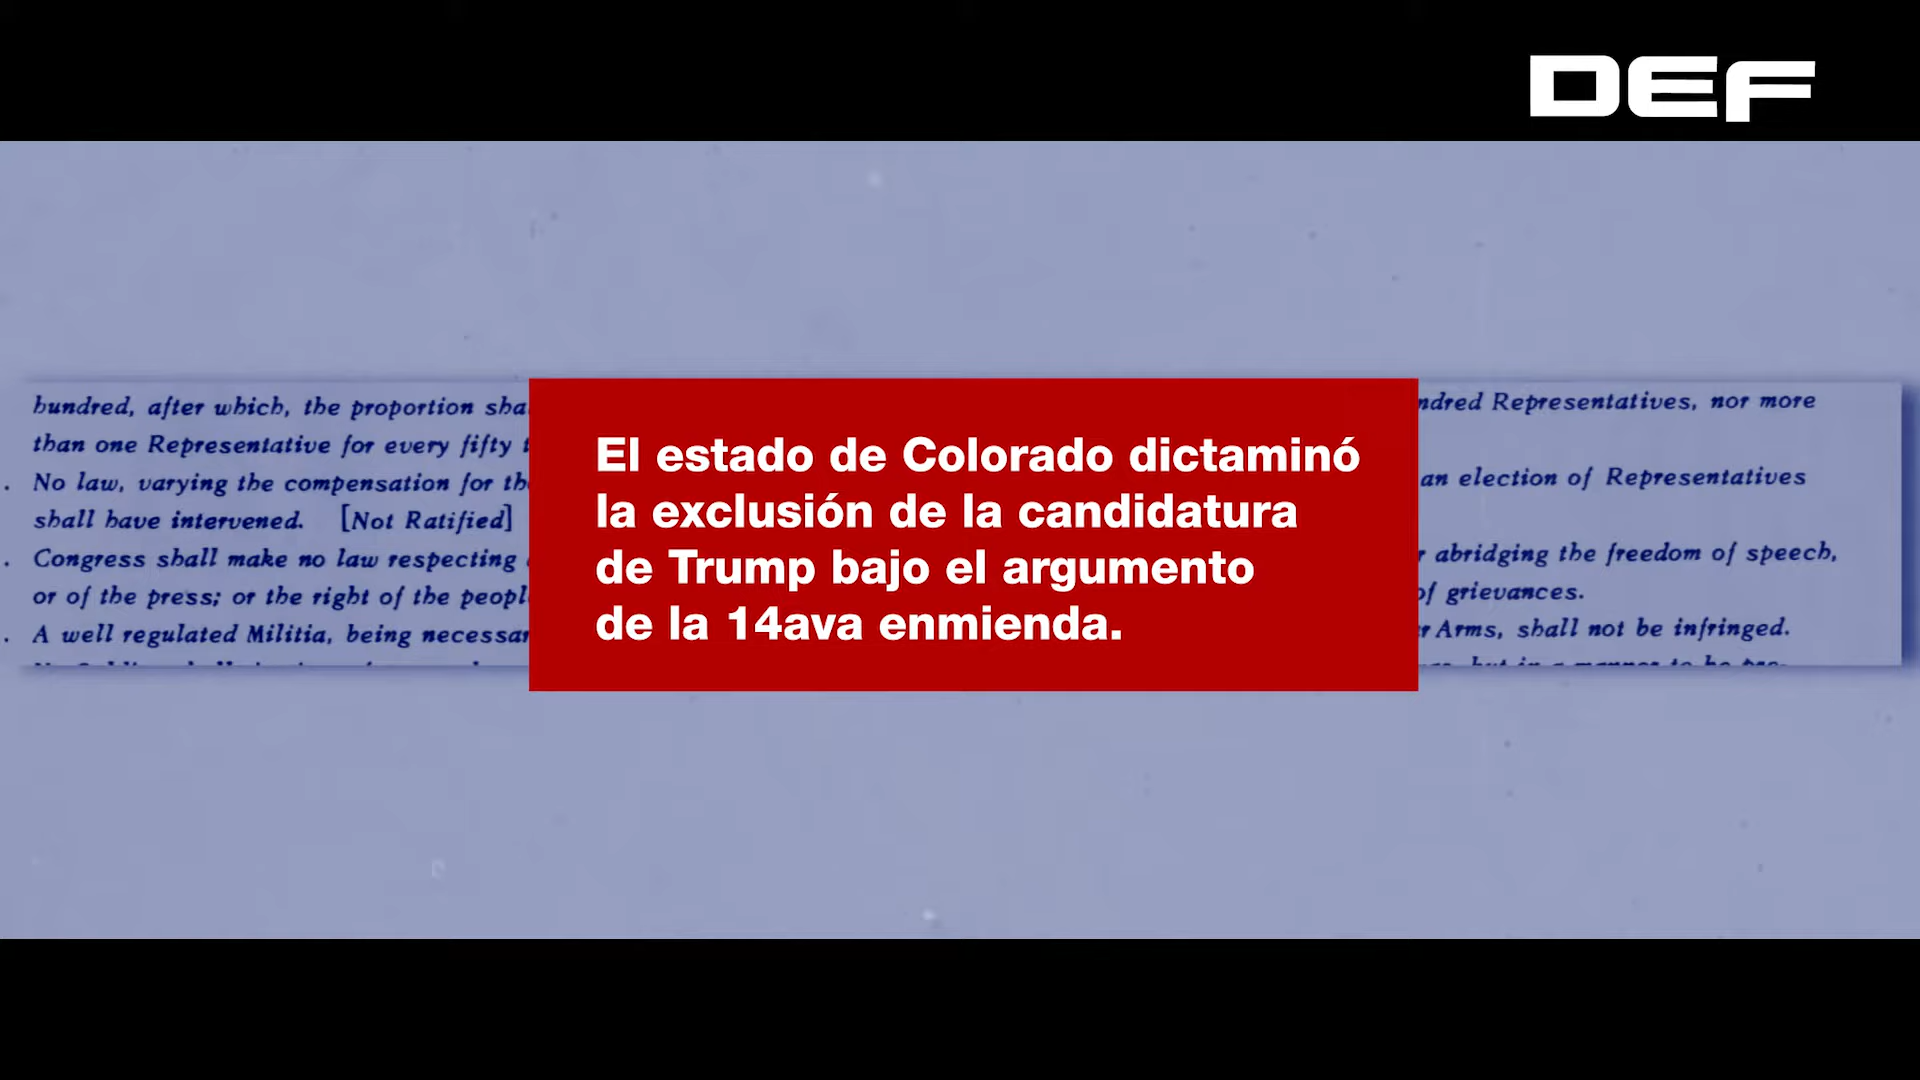 DEF
hundred, after which, the proportion
ndred Representatives, nor more
than one Representative for every fifty
. No law, varying the compensation for
an election of Representatives
shall have intervened. [Not Ratified]
. Congress shall make no law respecting
abridging the freedom of speech,
or of the press; or the right of the
of grievances.
. A well regulated Militia, being
Arms, shall not be infringed.
El estado de Colorado dictaminó
la exclusión de la candidatura
de Trump bajo el argumento
de la 14ava enmienda.